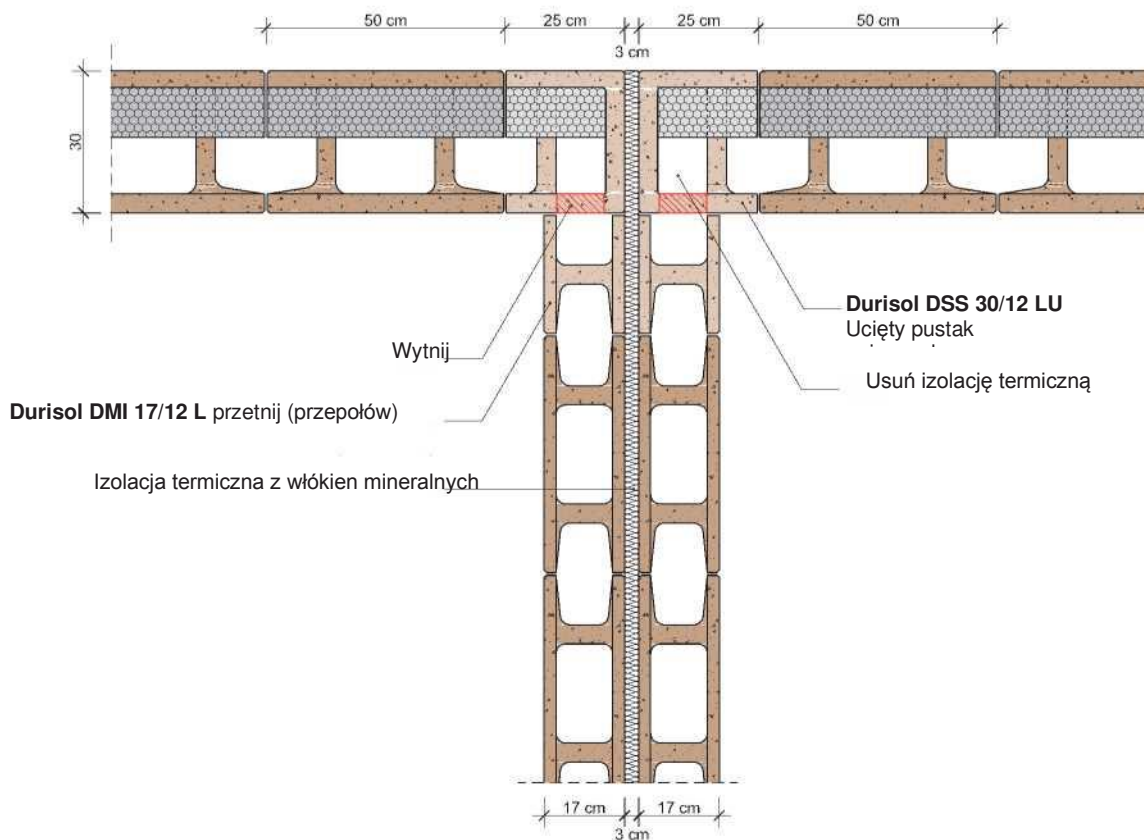 50 cm
25 cm
25 cm
50 cm
3 cm
30
Durisol DSS 30/12 LU
Ucięty pustak
Wytnij
Usuń izolację termiczną
Durisol DMI 17/12 L przetnij (przepołów)
Izolacja termiczna z włókien mineralnych
17 cm
17 cm
3 cm